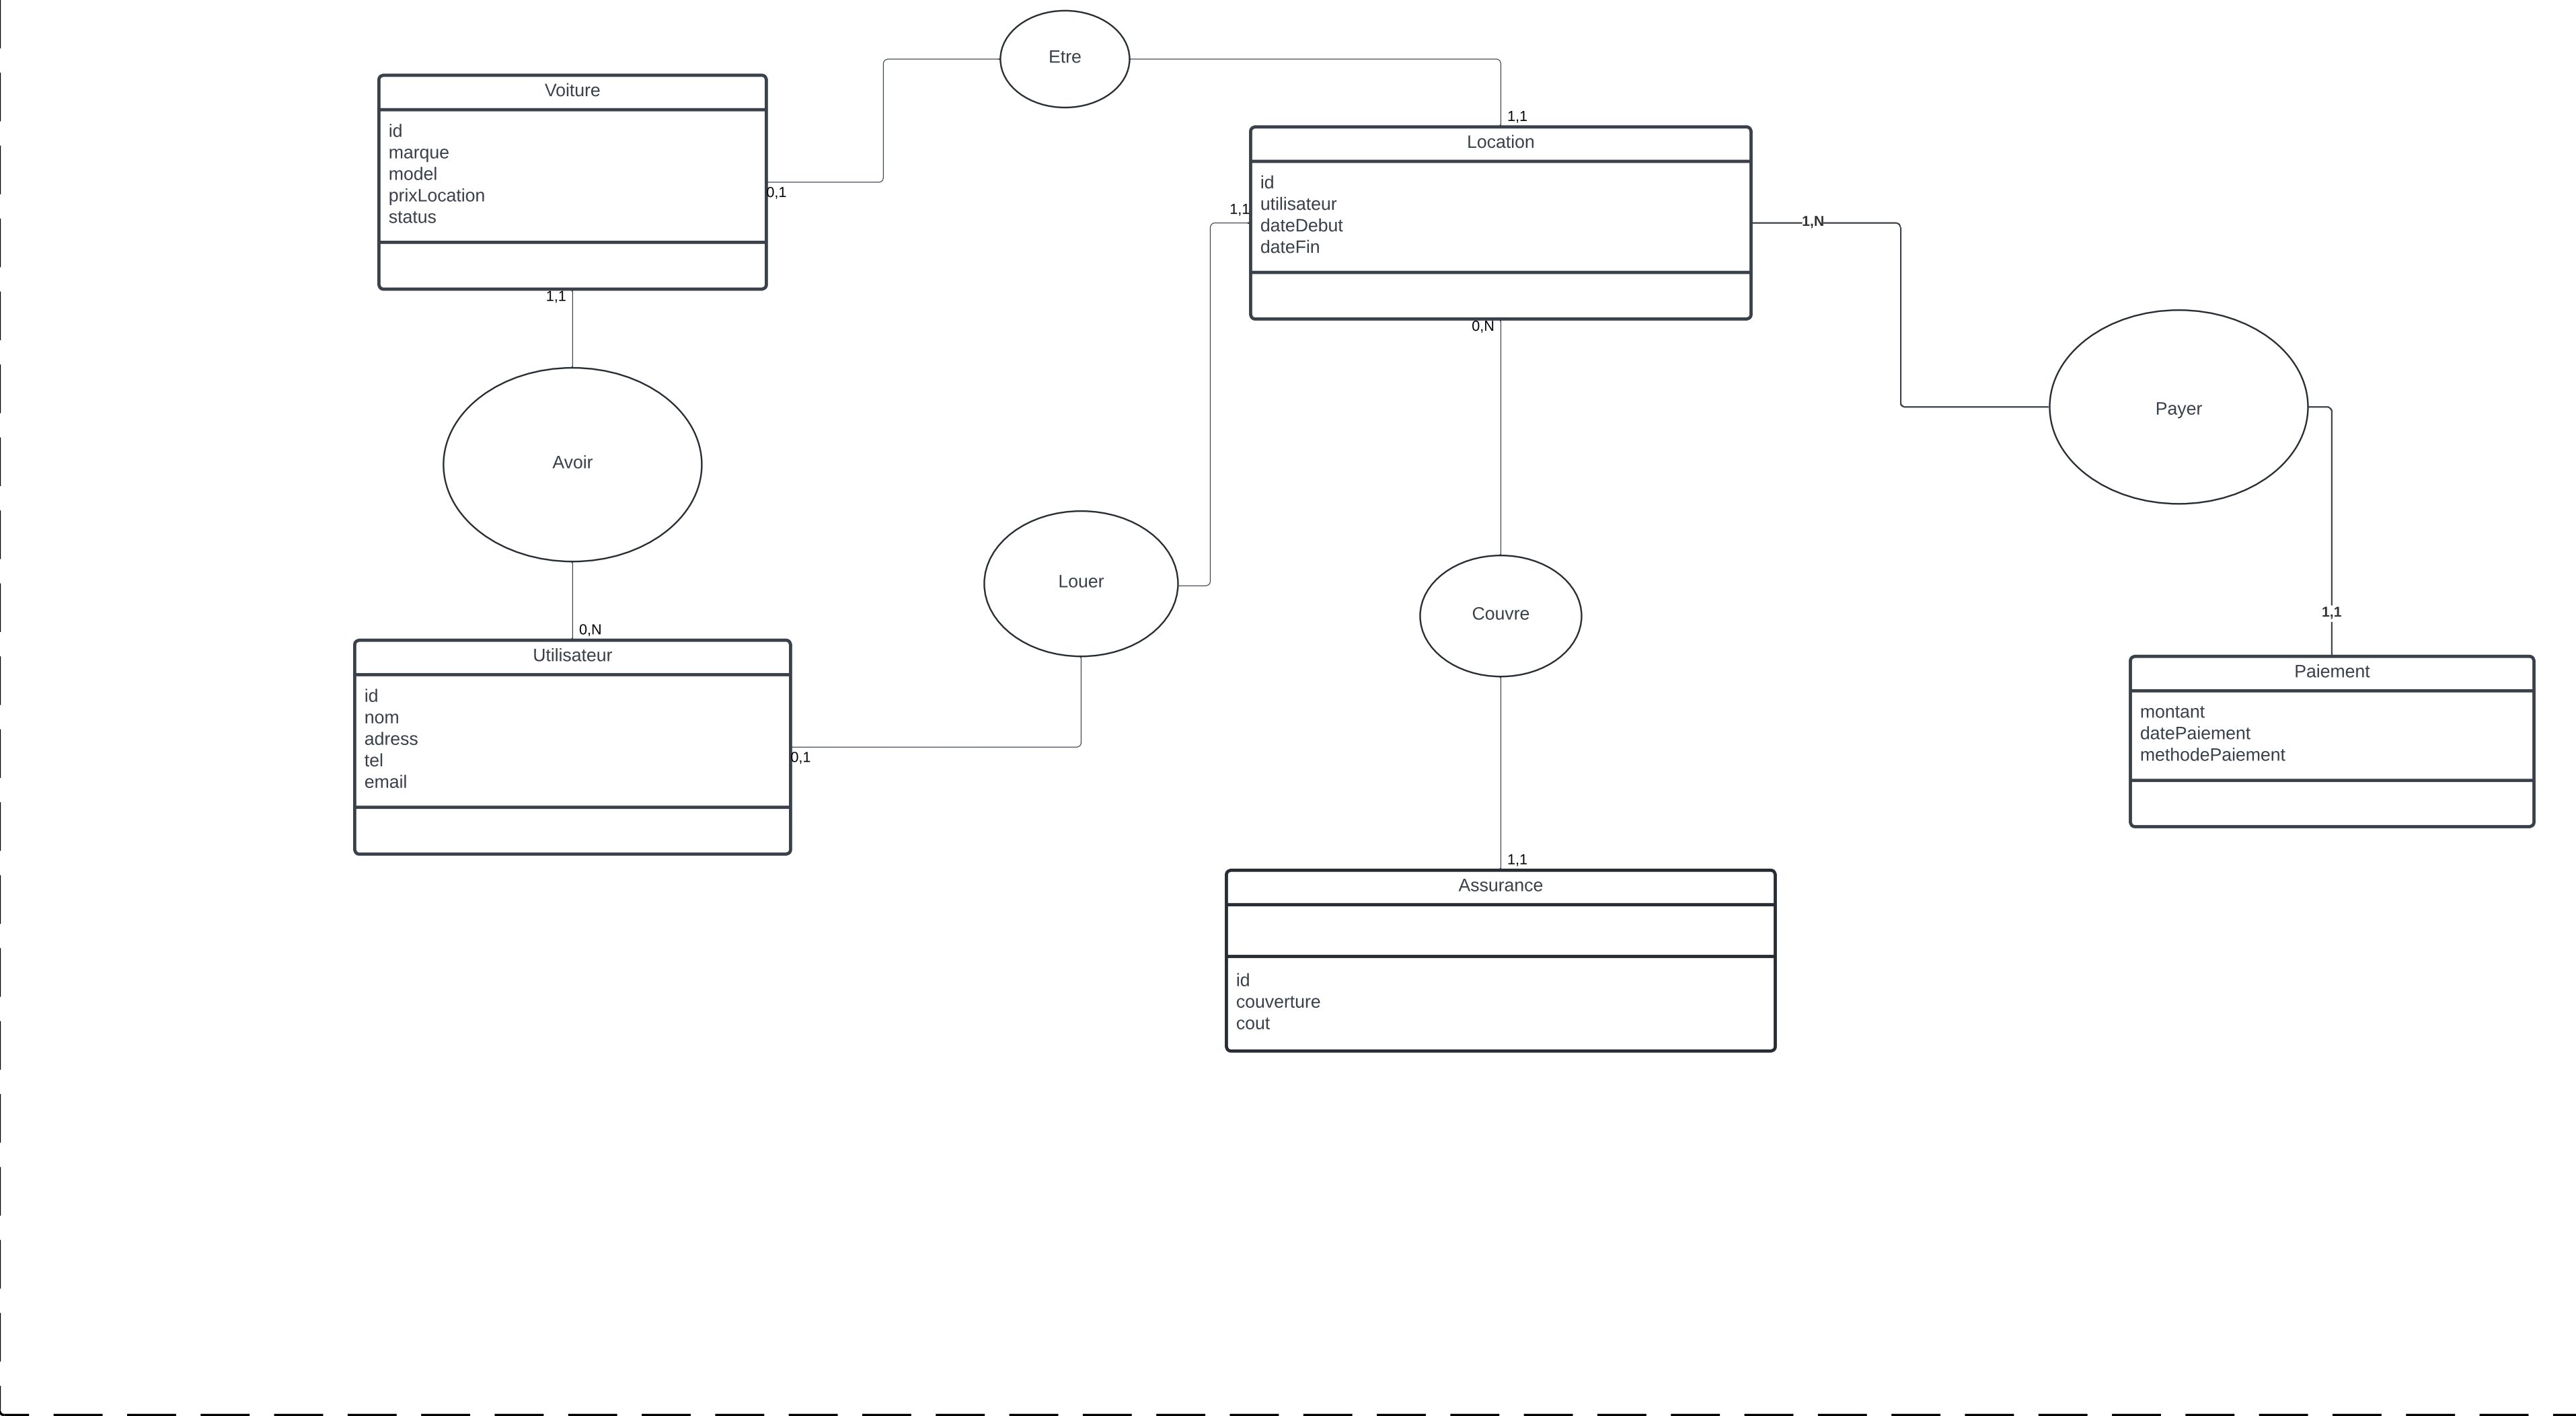 Etre
Voiture
id
marque
model
prixLocation
status
0,1
1,1
1,1
Location
id
utilisateur
dateDebut
dateFin
1,1
1,N
0,N
Avoir
Payer
Louer
Couvre
0,N
Utilisateur
id
nom
adress
tel
email
0,1
1,1
Paiement
montant
datePaiement
methodePaiement
1,1
Assurance
id
couverture
cout